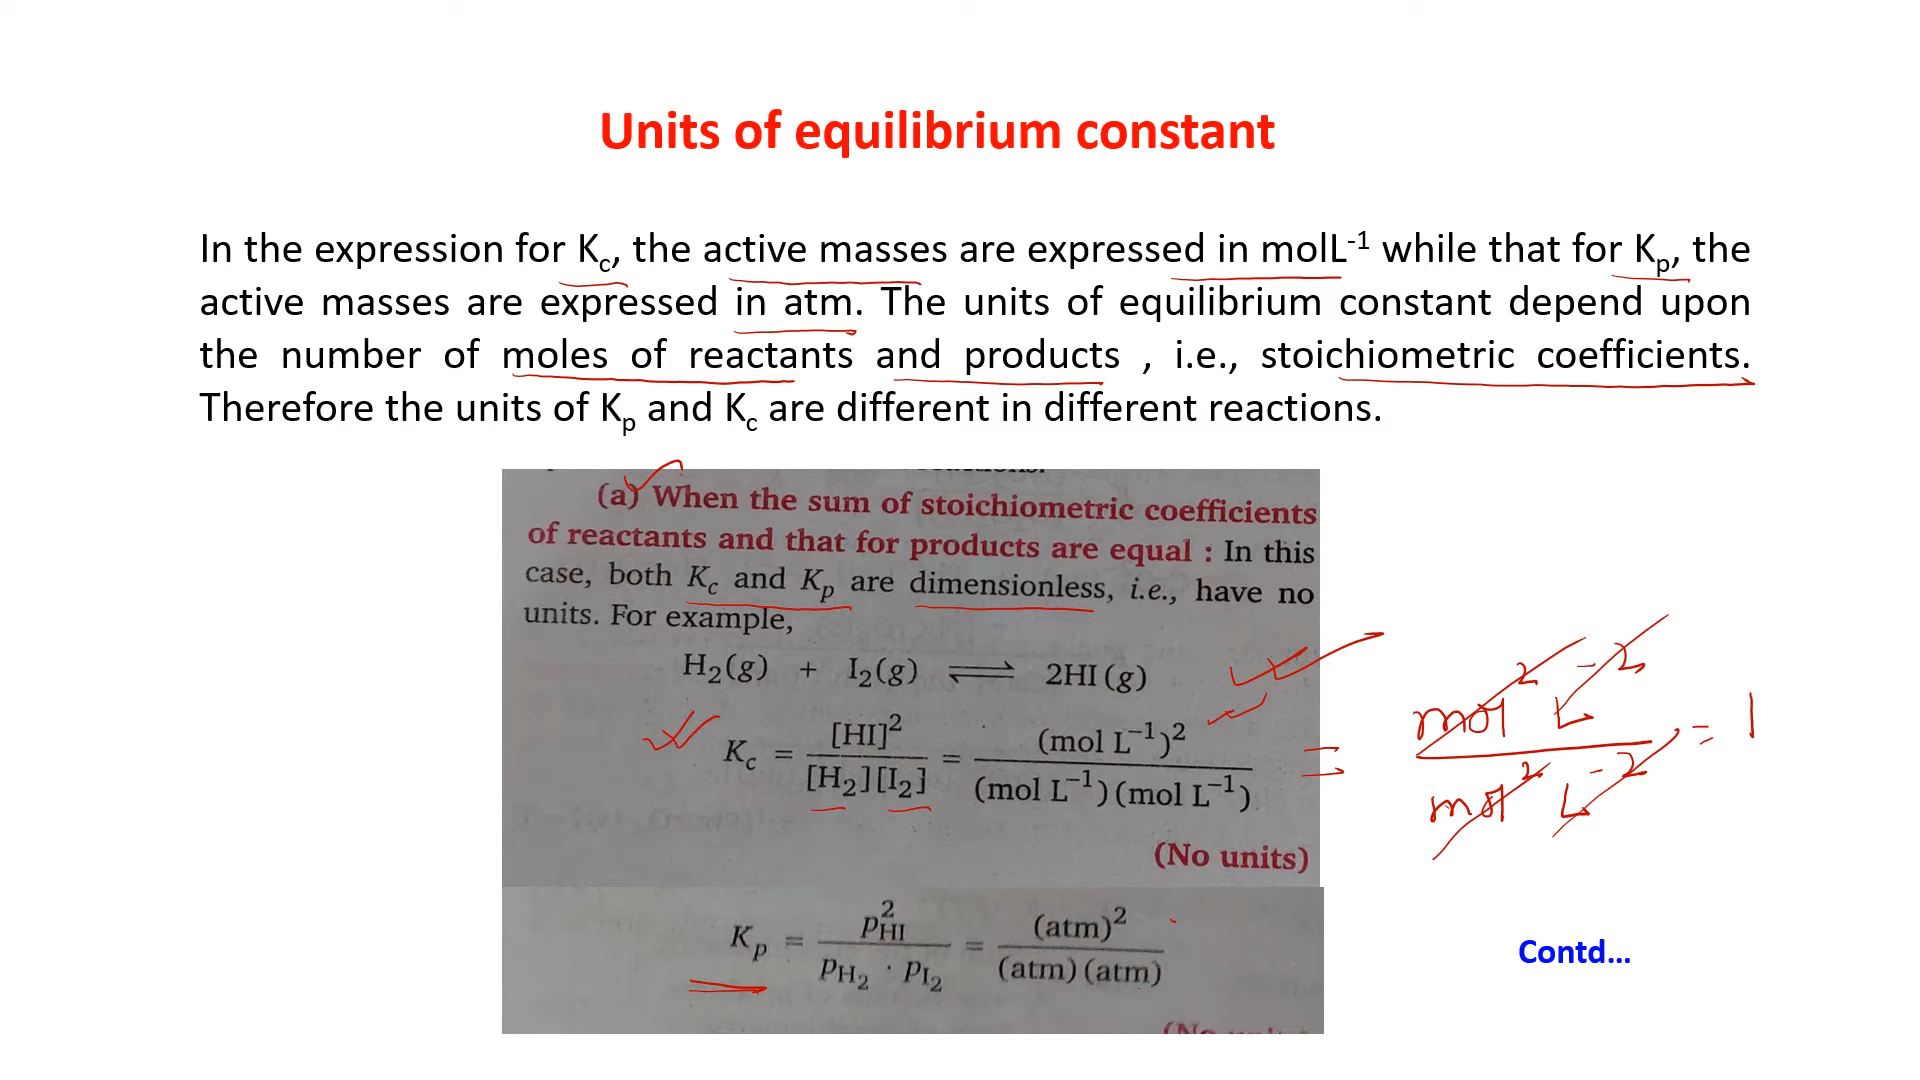 Units of equilibrium constant
In the expression for Kc, the active masses are expressed in molL-1 while that for Kp, the
active masses are expressed in atm. The units of equilibrium constant depend upon
the number of moles of reactants and products , i.e., stoichiometric coefficients.
Therefore the units of Kp and Kc are different in different reactions.
(a) When the sum of stoichiometric coefficients
of reactants and that for products are equal : In this
case, both Kc and Kp are dimensionless, i.e., have no
units. For example,
H2(g) + I2(g) ⇌ 2HI (g)
Kc = [HI]2 / [H2][I2] = (mol L−1)2 / (mol L−1)(mol L−1)
= mol2 L-2 / mol2 L-2 = 1
(No units)
Kp = p2HI / pH2 · pI2 = (atm)2 / (atm)(atm)
Contd...